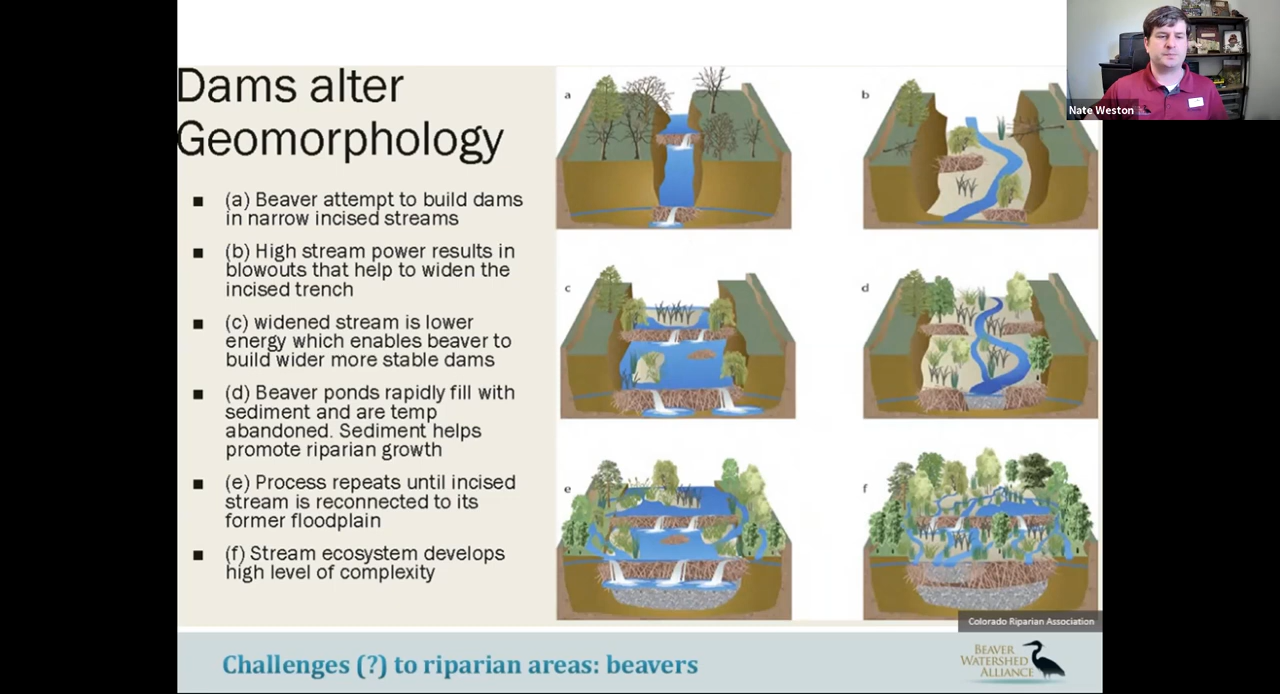 Dams alter
Geomorphology
■ (a) Beaver attempt to build dams
in narrow incised streams
■ (b) High stream power results in
blowouts that help to widen the
incised trench
■ (c) widened stream is lower
energy which enables beaver to
build wider more stable dams
■ (d) Beaver ponds rapidly fill with
sediment and are temp
abandoned. Sediment helps
promote riparian growth
■ (e) Process repeats until incised
stream is reconnected to its
former floodplain
■ (f) Stream ecosystem develops
high level of complexity
a
b
c
d
e
f
Colorado Riparian Association
Nate Weston
Challenges (?) to riparian areas: beavers
BEAVER
WATERSHED
ALLIANCE